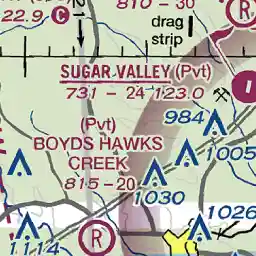 810 - 30
22.9 C
21
drag
strip
R
SUGAR VALLEY (Pvt)
731 - 24 123.0
984
(Pvt)
BOYDS HAWKS
CREEK
1005
815-20
1030
1026
1114
R